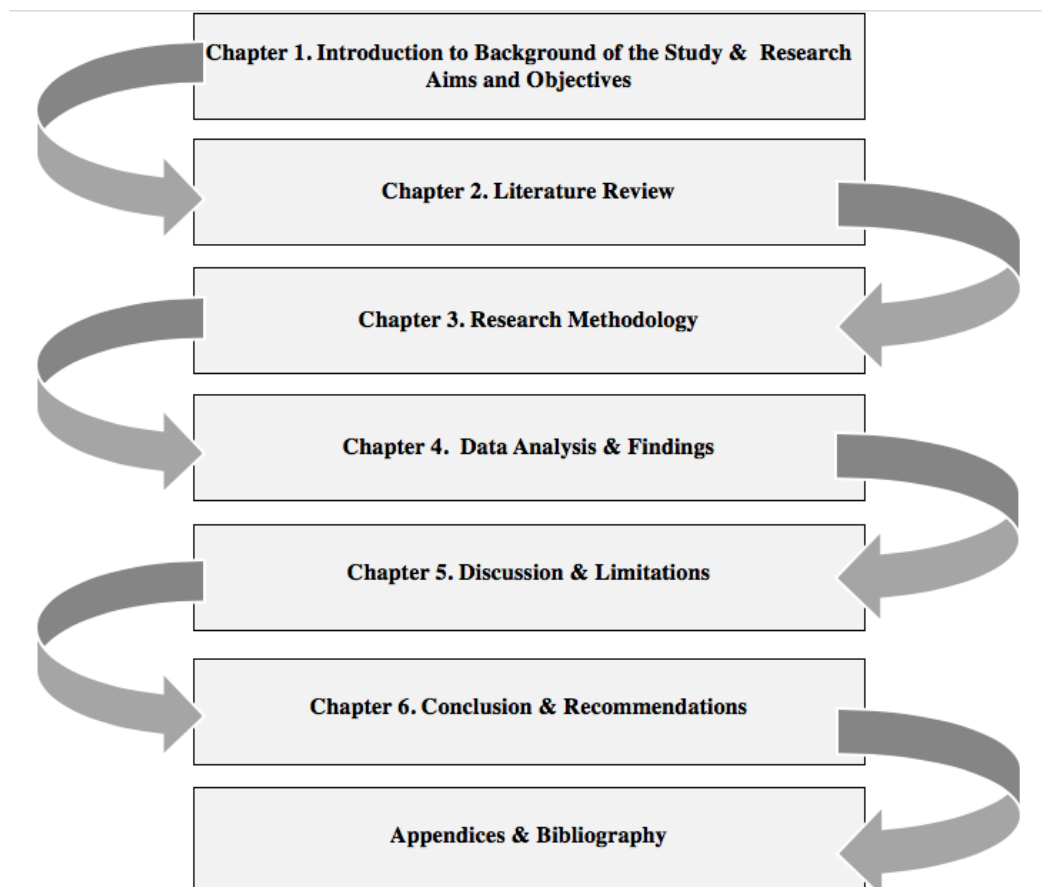 Chapter 1. Introduction to Background of the Study & Research
Aims and Objectives
Chapter 2. Literature Review
Chapter 3. Research Methodology
Chapter 4. Data Analysis & Findings
Chapter 5. Discussion & Limitations
Chapter 6. Conclusion & Recommendations
Appendices & Bibliography